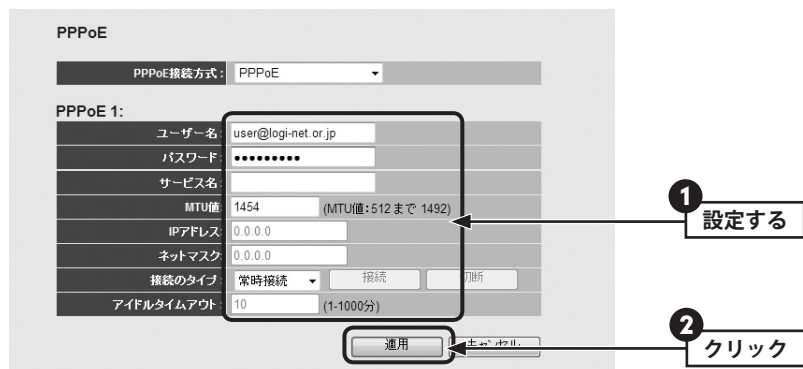 PPPoE
PPPoE接続方式： PPPoE
PPPoE 1:
ユーザー名： user@logi-net.or.jp
パスワード： •••••••••
サービス名：
MTU値： 1454 (MTU値：512 まで 1492)
IPアドレス： 0.0.0.0
ネットマスク： 0.0.0.0
接続のタイプ： 常時接続 接続 切断
アイドルタイムアウト： 10 (1-1000分)
1
設定する
適用 キャンセル
2
クリック